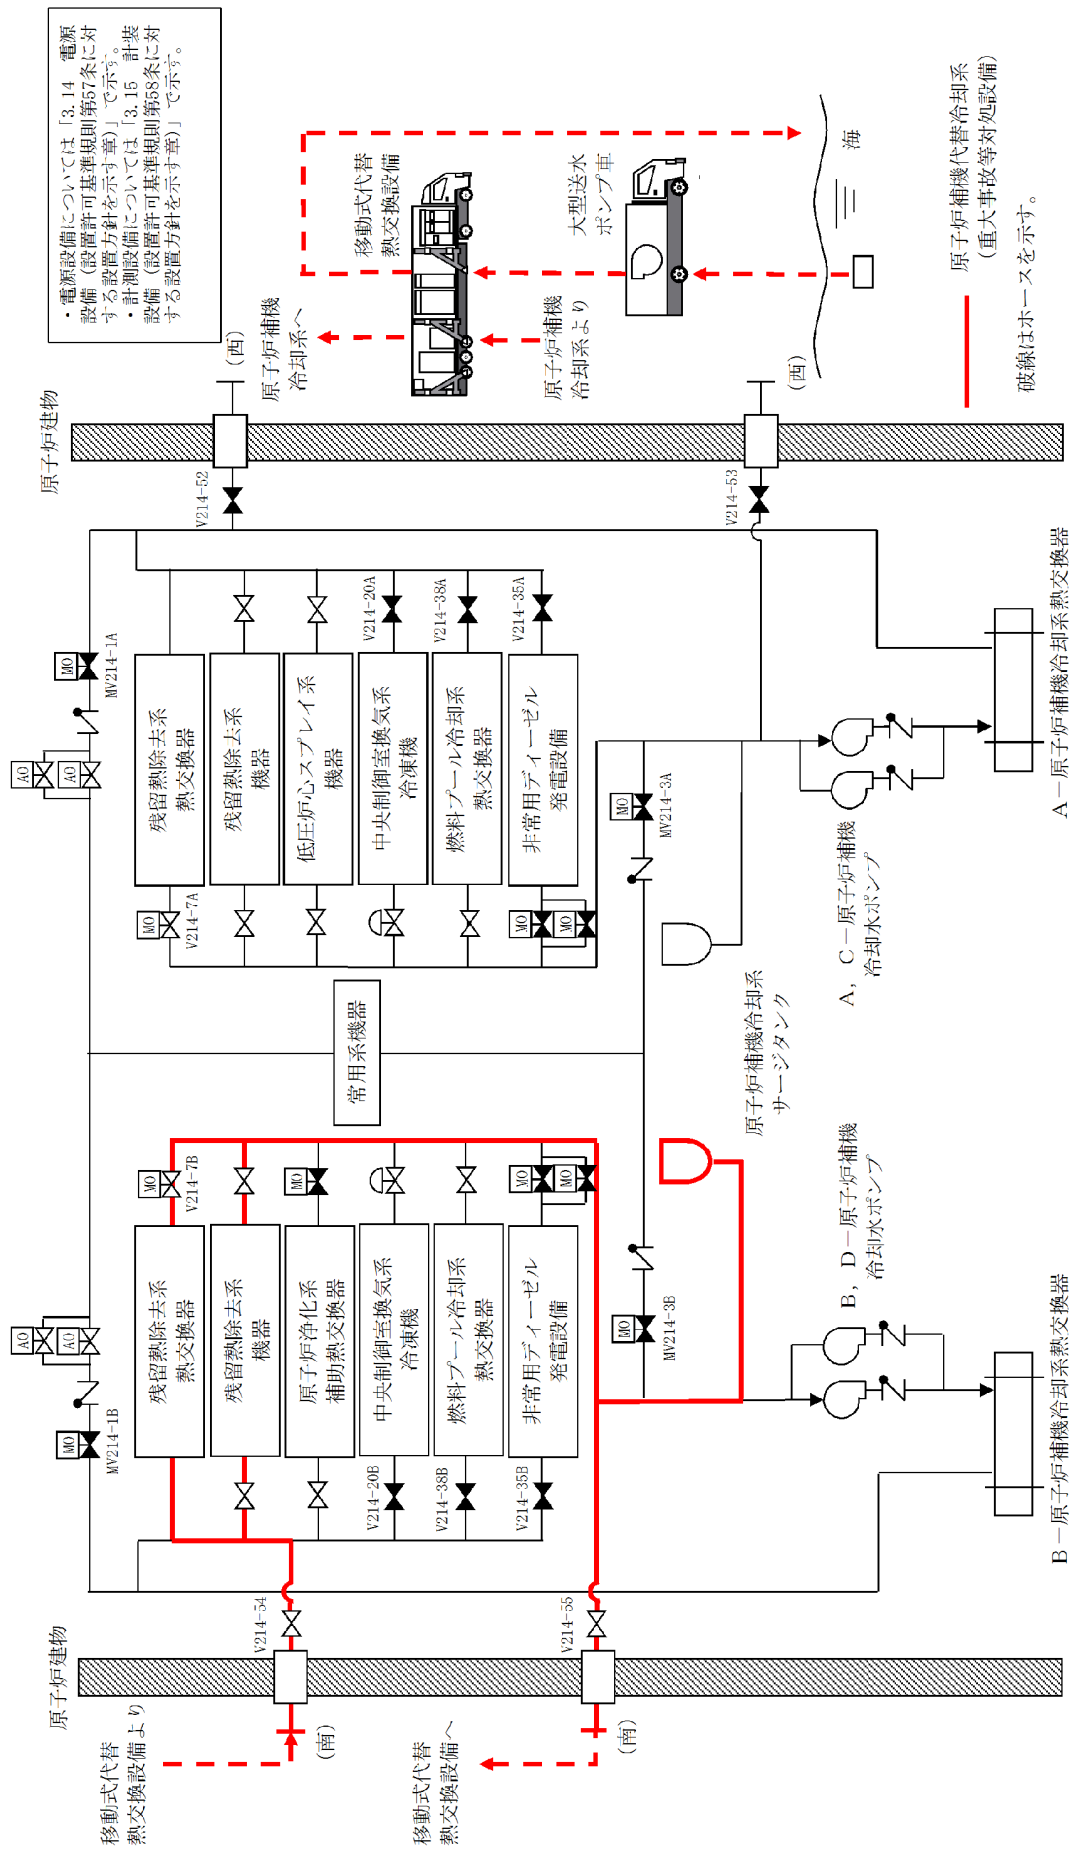 ・電源設備については「3.14　電源
設備（設置許可基準規則第57条に対
する設置方針を示す章）」で示す。
・計測設備については「3.15　計装
設備（設置許可基準規則第58条に対
する設置方針を示す章）」で示す。
原子炉建物
移動式代替
熱交換設備より
(南)
V214-54
移動式代替
熱交換設備へ
(南)
V214-55
AO
AO
MO
MV214-1B
残留熱除去系
熱交換器
MO
V214-7B
残留熱除去系
機器
原子炉浄化系
補助熱交換器
MO
中央制御室換気系
冷凍機
V214-20B
燃料プール冷却系
熱交換器
V214-38B
非常用ディーゼル
発電設備
V214-35B
MO
MO
MO
MV214-3B
B, D－原子炉補機
冷却水ポンプ
B－原子炉補機冷却系熱交換器
常用系機器
原子炉補機冷却系
サージタンク
AO
AO
MO
MV214-1A
残留熱除去系
熱交換器
MO
V214-7A
残留熱除去系
機器
低圧炉心スプレイ系
機器
中央制御室換気系
冷凍機
V214-20A
燃料プール冷却系
熱交換器
V214-38A
非常用ディーゼル
発電設備
V214-35A
MO
MO
MO
MV214-3A
A, C－原子炉補機
冷却水ポンプ
A－原子炉補機冷却系熱交換器
原子炉建物
V214-52
(西)
V214-53
(西)
原子炉補機
冷却系へ
移動式代替
熱交換設備
原子炉補機
冷却系より
大型送水
ポンプ車
海
原子炉補機代替冷却系
（重大事故等対処設備）
破線はホースを示す。